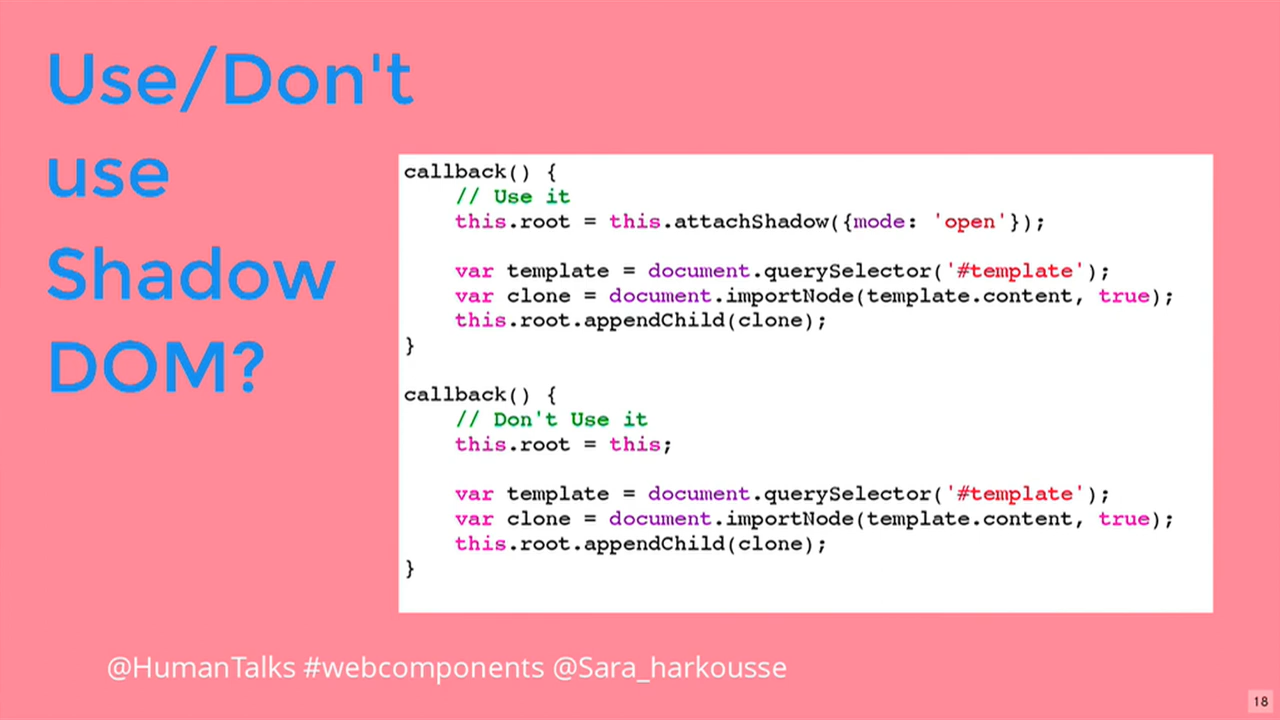 Use/Don't
use
Shadow
DOM?
callback() {
// Use it
this.root = this.attachShadow({mode: 'open'});
var template = document.querySelector('#template');
var clone = document.importNode(template.content, true);
this.root.appendChild(clone);
}
callback() {
// Don't Use it
this.root = this;
var template = document.querySelector('#template');
var clone = document.importNode(template.content, true);
this.root.appendChild(clone);
}
@HumanTalks #webcomponents @Sara_harkousse
18